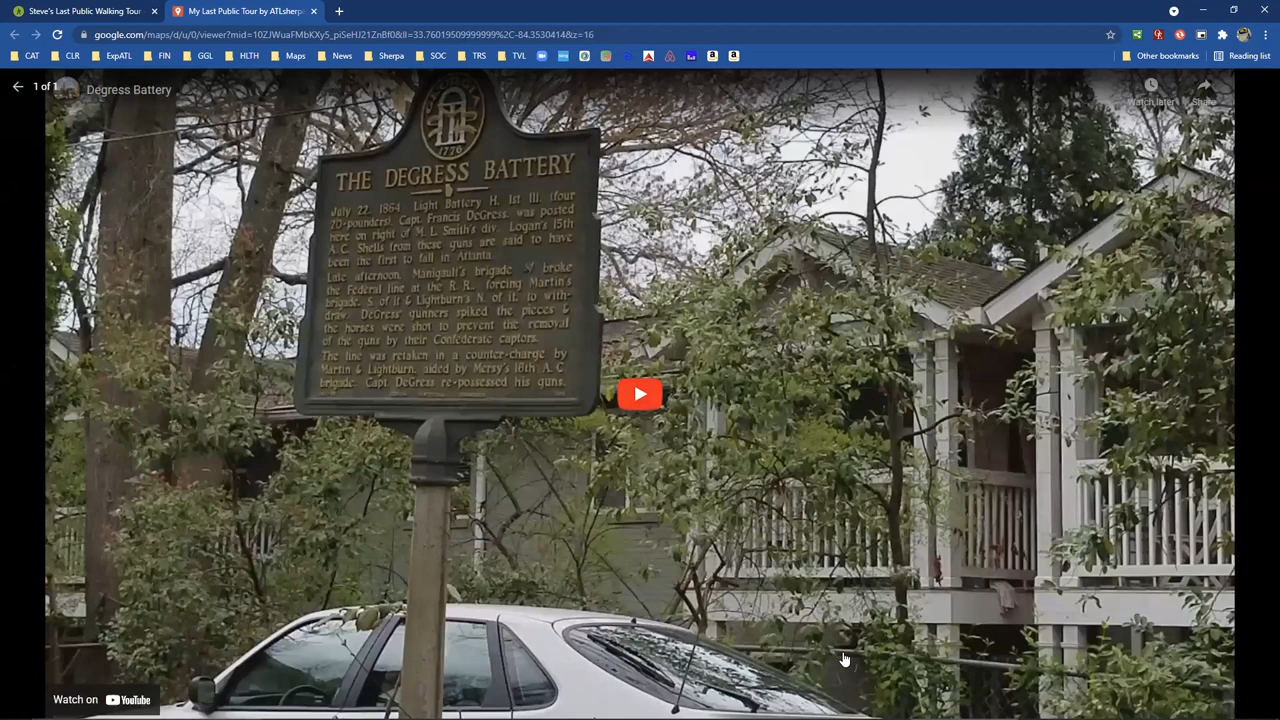 Steve's Last Public Walking Tour
My Last Public Tour by ATLsherpa
google.com/maps/d/u/0/viewer?mid=10ZJWuaFMbKXy5_piSeHJ21ZnBf0&ll=33.76019509999999%2C-84.3530414&z=16
CAT CLR ExpATL FIN GGL HLTH Maps News Sherpa SOC TRS TVL Other bookmarks Reading list
1 of 1 Degress Battery Watch later Share
1776
THE DEGRESS BATTERY
July 22, 1864. Light Battery H, 1st Ill. (four
20-pounders), Capt. Francis DeGress, was posted
here on right of M. L. Smith's div., Logan's 15th
A. C. Shells from these guns are said to have
been the first to fall in Atlanta.
Late afternoon, Manigault's brigade broke
the Federal line at the R. R., forcing Martin's
brigade, S. of it & Lightburn's N. of it, to with-
draw. DeGress' gunners spiked the pieces &
the horses were shot to prevent the removal
of the guns by their Confederate captors.
The line was retaken in a counter-charge by
Martin & Lightburn, aided by Mersy's 16th A. C.
brigade. Capt. DeGress re-possessed his guns.
Watch on YouTube